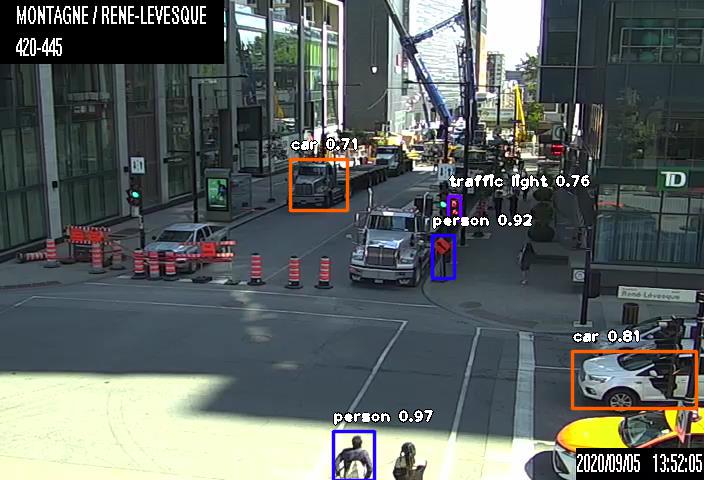 MONTAGNE / RENE-LEVESQUE
420-445
car 0.71
traffic light 0.76
person 0.92
TD
René-Lévesque
car 0.81
person 0.97
2020/09/05 13:52:05